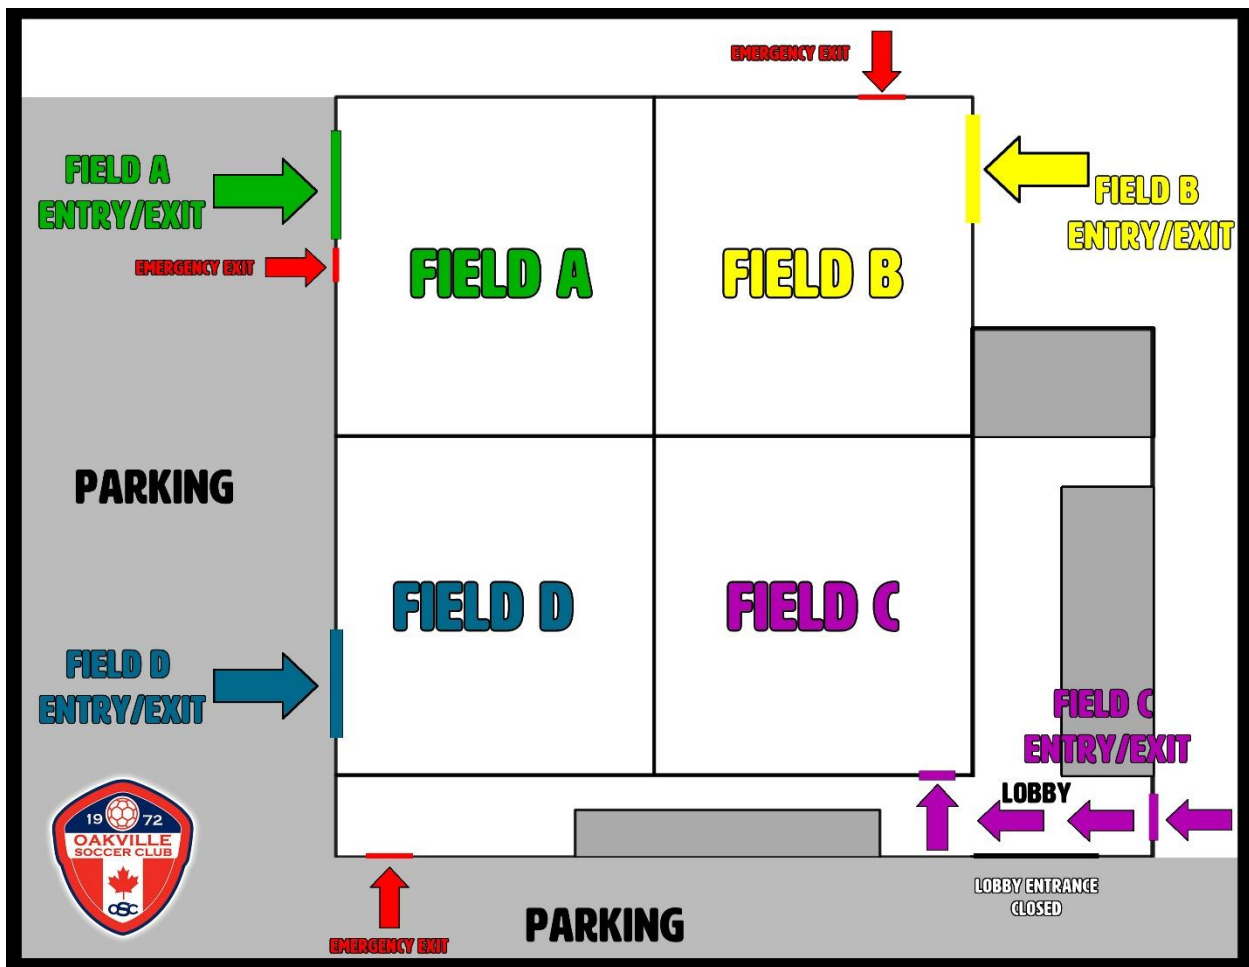 EMERGENCY EXIT
FIELD A
ENTRY/EXIT
EMERGENCY EXIT
FIELD B
ENTRY/EXIT
FIELD A
FIELD B
PARKING
FIELD D
FIELD C
FIELD D
ENTRY/EXIT
FIELD C
ENTRY/EXIT
LOBBY
19 72
OAKVILLE
SOCCER CLUB
OSC
LOBBY ENTRANCE
CLOSED
EMERGENCY EXIT
PARKING